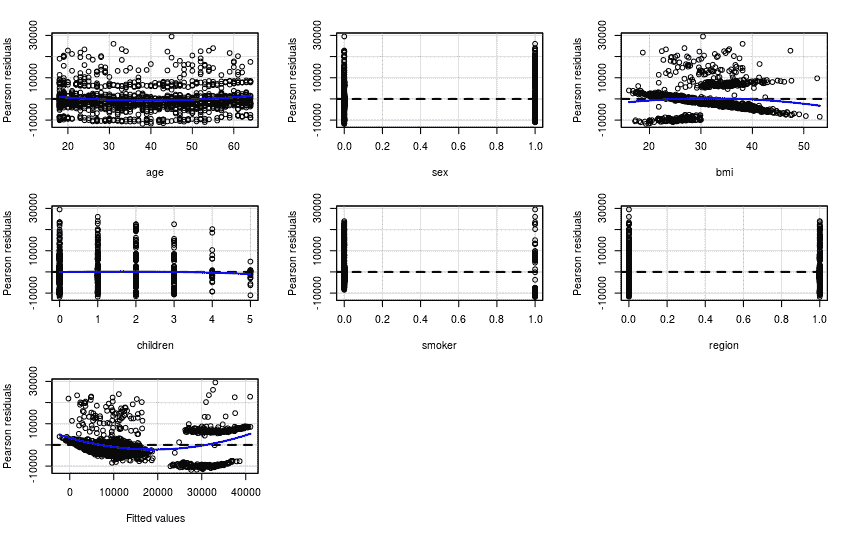 Pearson residuals
-10000 10000 30000
20 30 40 50 60
age
Pearson residuals
-10000 10000 30000
0.0 0.2 0.4 0.6 0.8 1.0
sex
Pearson residuals
-10000 10000 30000
20 30 40 50
bmi
Pearson residuals
-10000 10000 30000
0 1 2 3 4 5
children
Pearson residuals
-10000 10000 30000
0.0 0.2 0.4 0.6 0.8 1.0
smoker
Pearson residuals
-10000 10000 30000
0.0 0.2 0.4 0.6 0.8 1.0
region
Pearson residuals
-10000 10000 30000
0 10000 20000 30000 40000
Fitted values